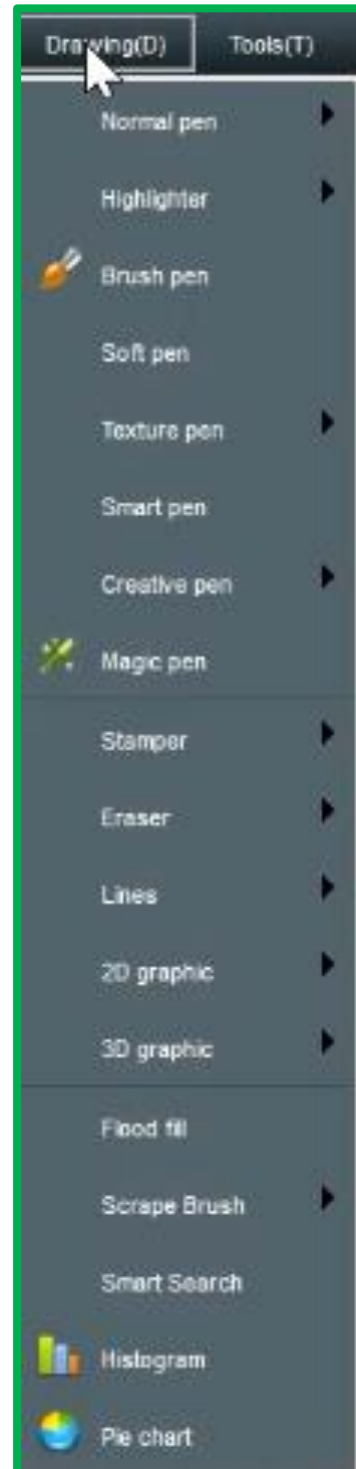 Drawing(D) Tools(T)
Normal pen
Highlighter
Brush pen
Soft pen
Texture pen
Smart pen
Creative pen
Magic pen
Stamper
Eraser
Lines
2D graphic
3D graphic
Flood fill
Scrape Brush
Smart Search
Histogram
Pie chart